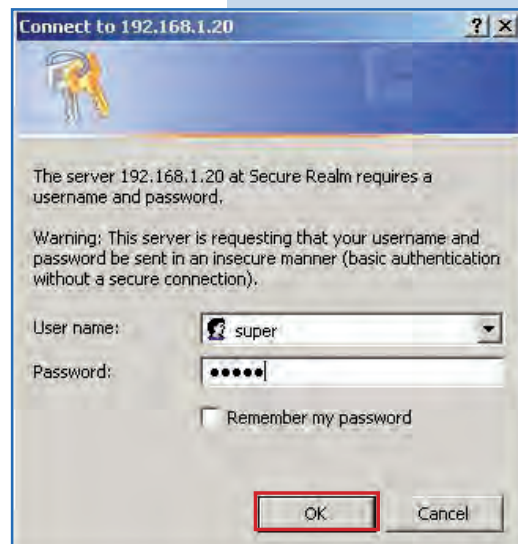 Connect to 192.168.1.20
The server 192.168.1.20 at Secure Realm requires a
username and password.
Warning: This server is requesting that your username and
password be sent in an insecure manner (basic authentication
without a secure connection).
User name:
super
Password:
•••••
Remember my password
OK
Cancel